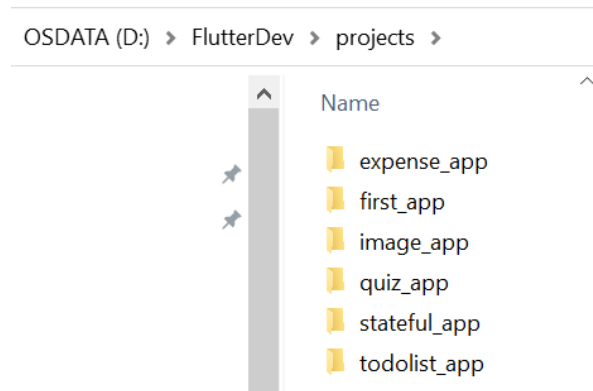 OSDATA (D:) > FlutterDev > projects >
Name
expense_app
first_app
image_app
quiz_app
stateful_app
todolist_app